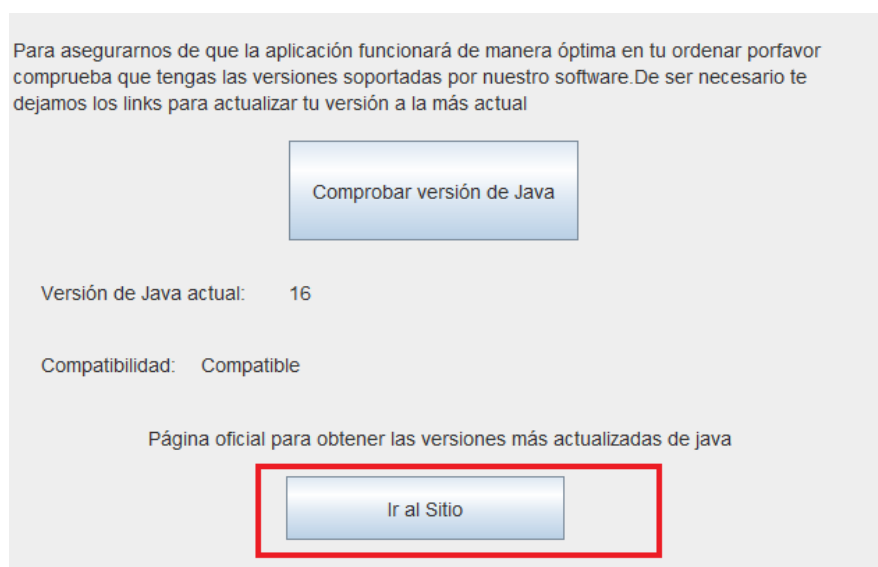 Para asegurarnos de que la aplicación funcionará de manera óptima en tu ordenar porfavor
comprueba que tengas las versiones soportadas por nuestro software.De ser necesario te
dejamos los links para actualizar tu versión a la más actual
Comprobar versión de Java
Versión de Java actual: 16
Compatibilidad: Compatible
Página oficial para obtener las versiones más actualizadas de java
Ir al Sitio